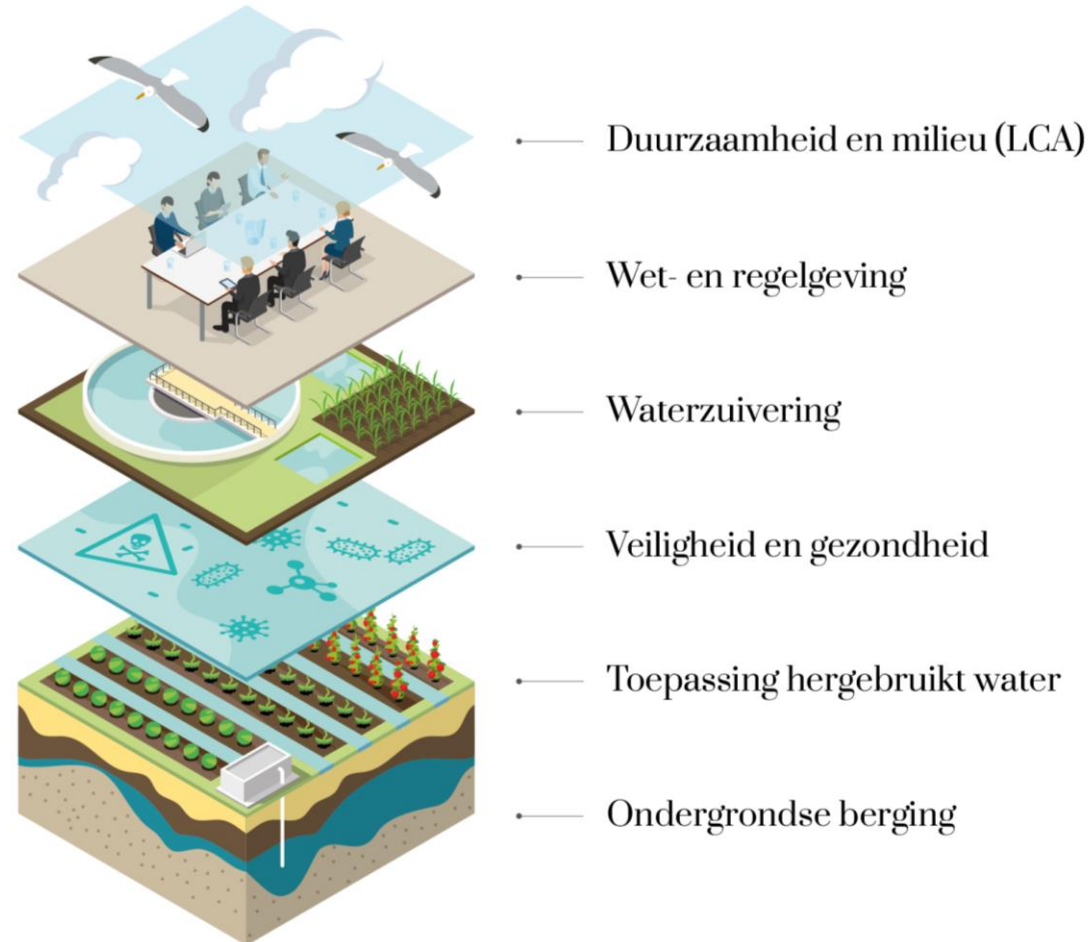 Duurzaamheid en milieu (LCA)
Wet- en regelgeving
Waterzuivering
Veiligheid en gezondheid
Toepassing hergebruikt water
Ondergrondse berging